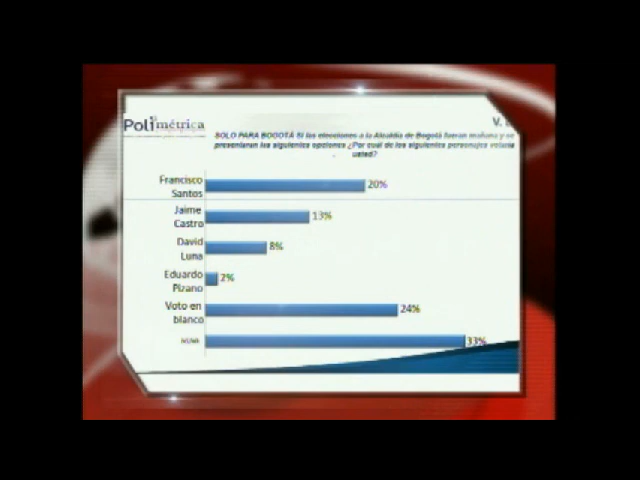 Polimétrica
V.
SOLO PARA BOGOTÁ Si las elecciones a la Alcaldía de Bogotá fueran mañana y se
presentaran las siguientes opciones ¿Por cuál de los siguientes personajes votaría
usted?
Francisco
Santos
20%
Jaime
Castro
13%
David
Luna
8%
Eduardo
Pizano
2%
Voto en
blanco
24%
33%